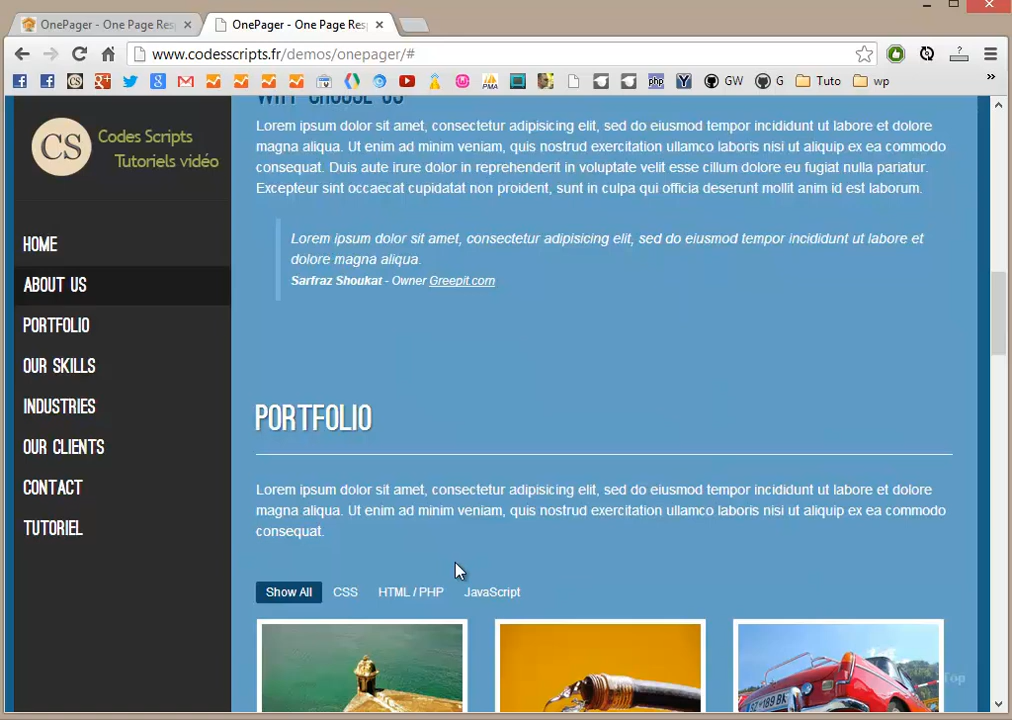 OnePager - One Page Res
OnePager - One Page Res
www.codesscripts.fr/demos/onepager/#
GW
G
Tuto
wp
CS Codes Scripts
Tutoriels vidéo
HOME
ABOUT US
PORTFOLIO
OUR SKILLS
INDUSTRIES
OUR CLIENTS
CONTACT
TUTORIEL
WHY CHOOSE US
Lorem ipsum dolor sit amet, consectetur adipisicing elit, sed do eiusmod tempor incididunt ut labore et dolore
magna aliqua. Ut enim ad minim veniam, quis nostrud exercitation ullamco laboris nisi ut aliquip ex ea commodo
consequat. Duis aute irure dolor in reprehenderit in voluptate velit esse cillum dolore eu fugiat nulla pariatur.
Excepteur sint occaecat cupidatat non proident, sunt in culpa qui officia deserunt mollit anim id est laborum.
Lorem ipsum dolor sit amet, consectetur adipisicing elit, sed do eiusmod tempor incididunt ut labore et
dolore magna aliqua.
Sarfraz Shoukat - Owner Greepit.com
PORTFOLIO
Lorem ipsum dolor sit amet, consectetur adipisicing elit, sed do eiusmod tempor incididunt ut labore et dolore
magna aliqua. Ut enim ad minim veniam, quis nostrud exercitation ullamco laboris nisi ut aliquip ex ea commodo
consequat.
Show All CSS HTML / PHP JavaScript
Top